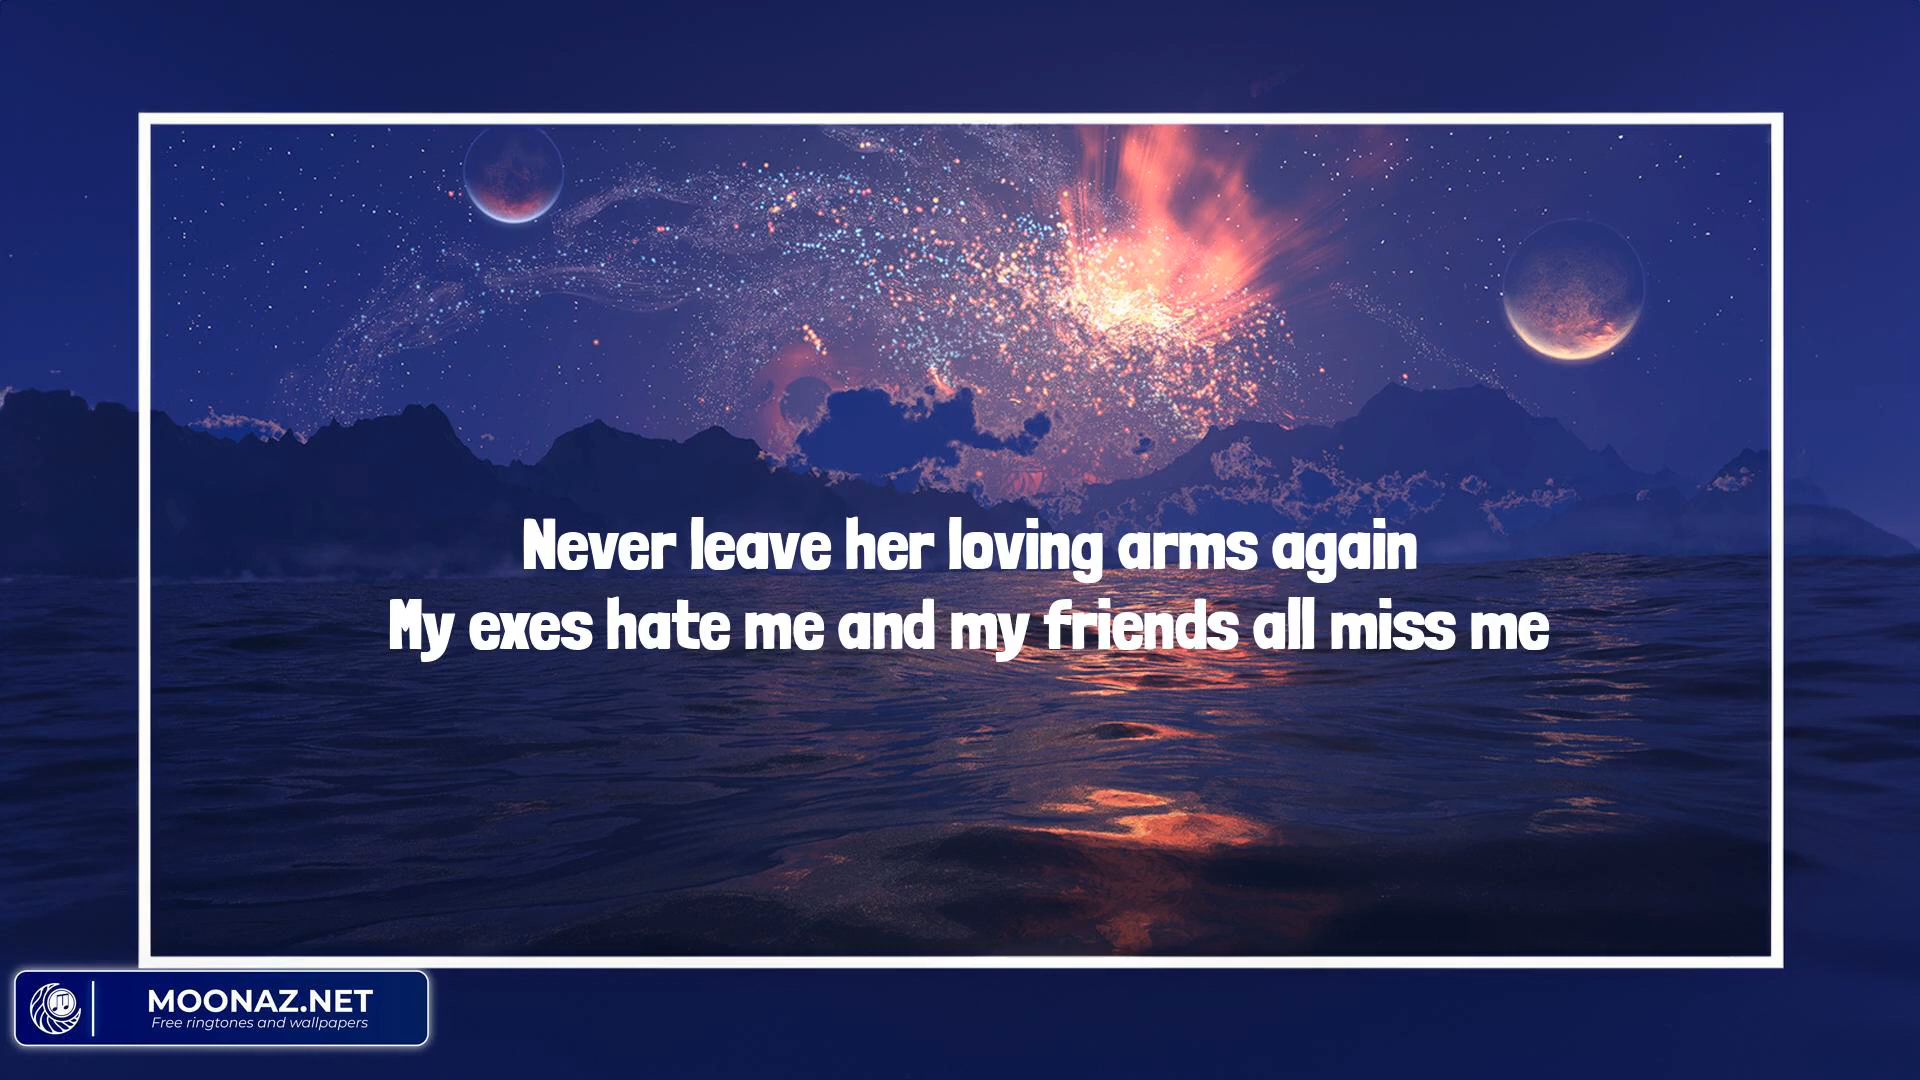 Never leave her loving arms again
My exes hate me and my friends all miss me
MOONAZ.NET
Free ringtones and wallpapers